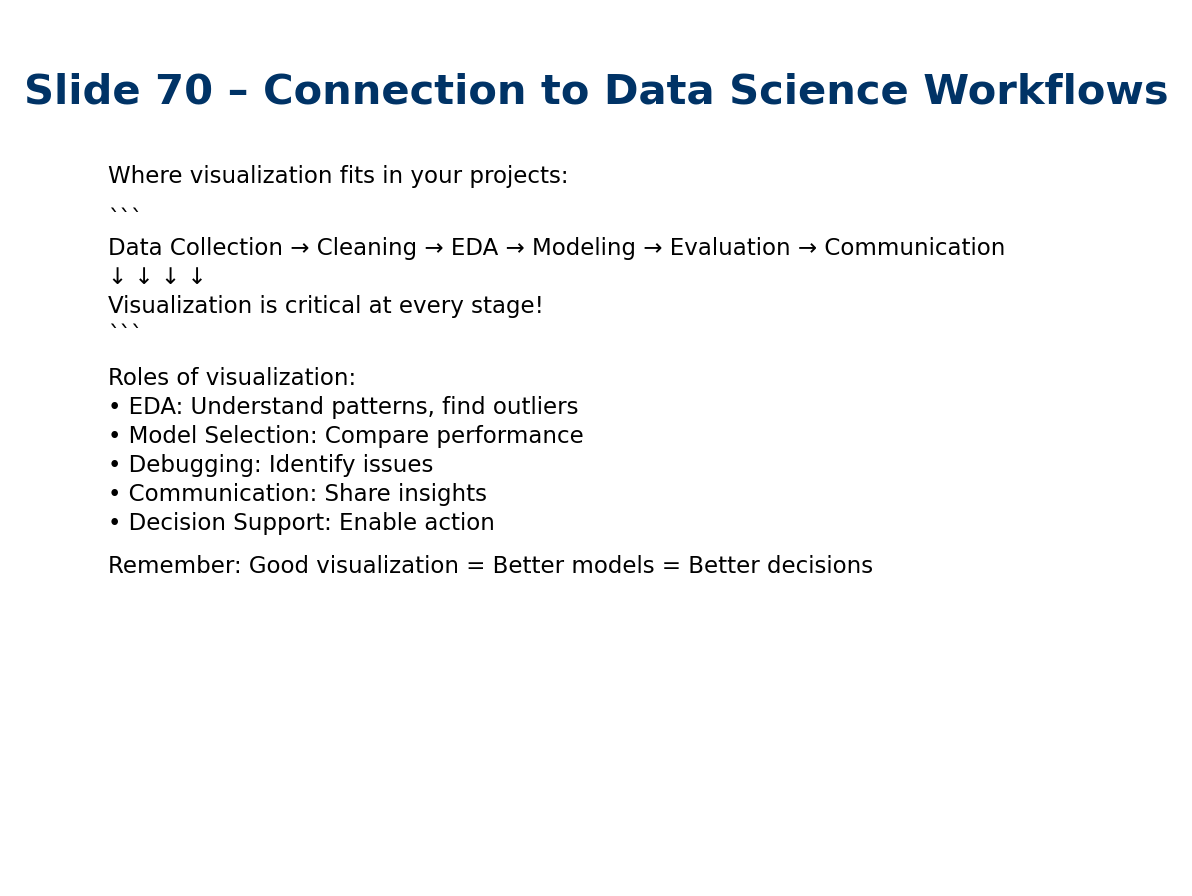 Slide 70 – Connection to Data Science Workflows
Where visualization fits in your projects:
```
Data Collection → Cleaning → EDA → Modeling → Evaluation → Communication
↓ ↓ ↓ ↓
Visualization is critical at every stage!
```
Roles of visualization:
• EDA: Understand patterns, find outliers
• Model Selection: Compare performance
• Debugging: Identify issues
• Communication: Share insights
• Decision Support: Enable action
Remember: Good visualization = Better models = Better decisions